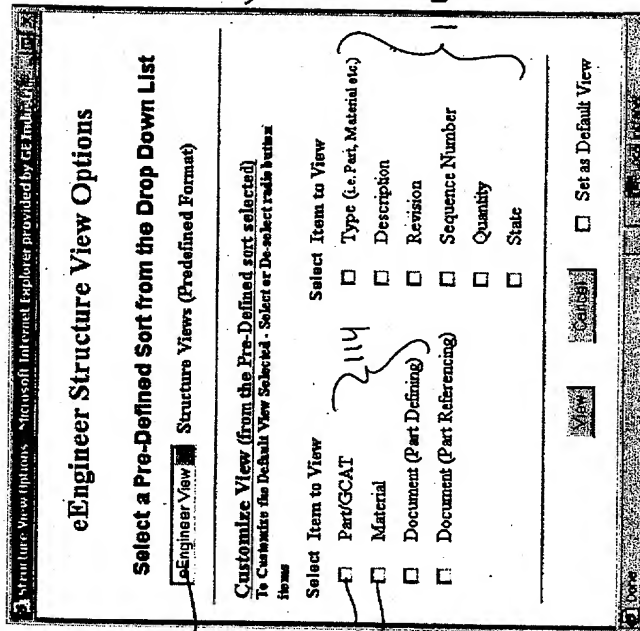 Structure View Options - Microsoft Internet Explorer provided by GE Industri
eEngineer Structure View Options
Select a Pre-Defined Sort from the Drop Down List
eEngineer View
Structure Views (Predefined Format)
Customize View (from the Pre-Defined sort selected)
To Customize the Default View Selected - Select or De-select radio button
items
Select Item to View
Part/GCAT
Material
Document (Part Defining)
Document (Part Referencing)
2114
Select Item to View
Type (i.e. Part, Material etc.)
Description
Revision
Sequence Number
Quantity
State
View
Cancel
Set as Default View
Done